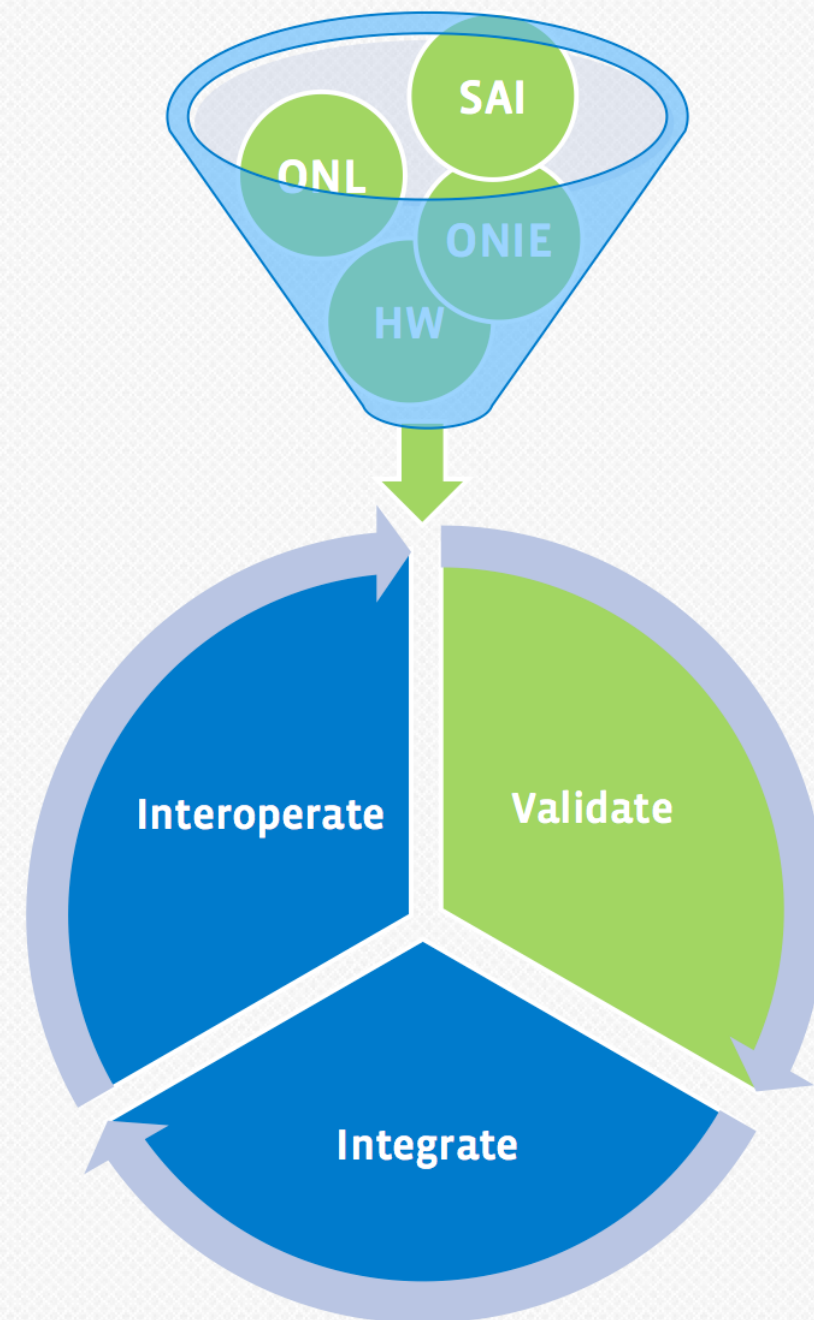 SAI
ONL
ONIE
HW
Interoperate
Validate
Integrate